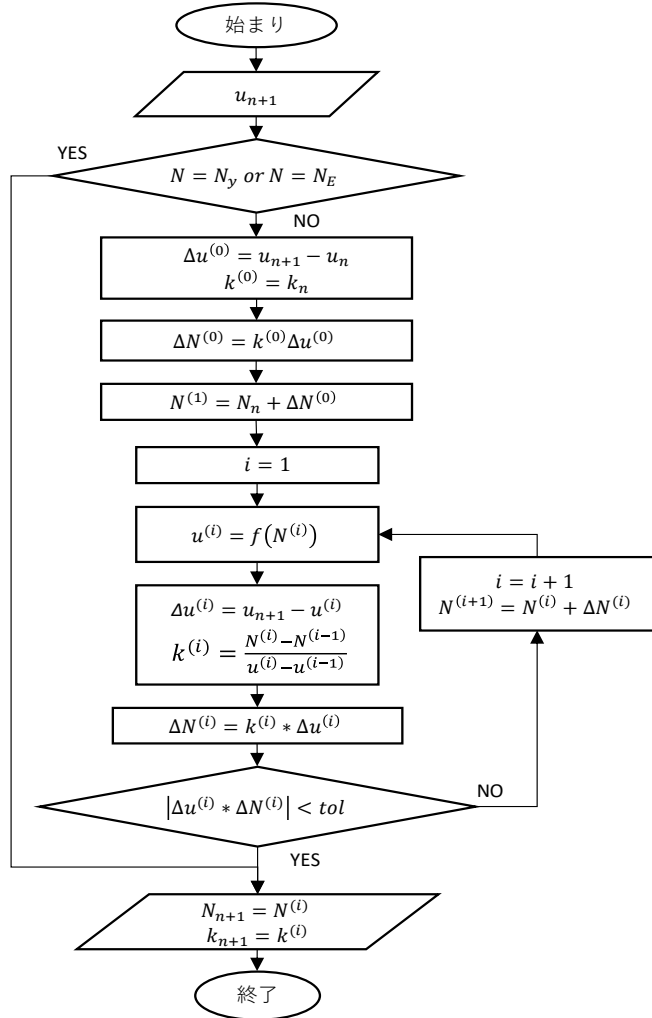 始まり
u_{n+1}
YES
N = N_y or N = N_E
NO
Δu^{(0)} = u_{n+1} − u_n
k^{(0)} = k_n
ΔN^{(0)} = k^{(0)}Δu^{(0)}
N^{(1)} = N_n + ΔN^{(0)}
i = 1
u^{(i)} = f(N^{(i)})
i = i + 1
N^{(i+1)} = N^{(i)} + ΔN^{(i)}
Δu^{(i)} = u_{n+1} − u^{(i)}
k^{(i)} = \frac{N^{(i)}−N^{(i−1)}}{u^{(i)}−u^{(i−1)}}
ΔN^{(i)} = k^{(i)} * Δu^{(i)}
|Δu^{(i)} * ΔN^{(i)}| < tol
NO
YES
N_{n+1} = N^{(i)}
k_{n+1} = k^{(i)}
終了